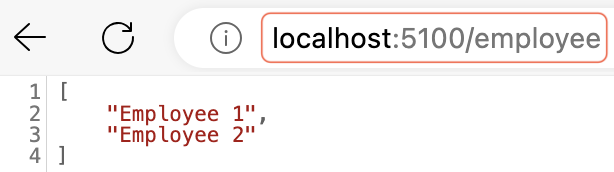 localhost:5100/employee
1 [
2     "Employee 1",
3     "Employee 2"
4 ]